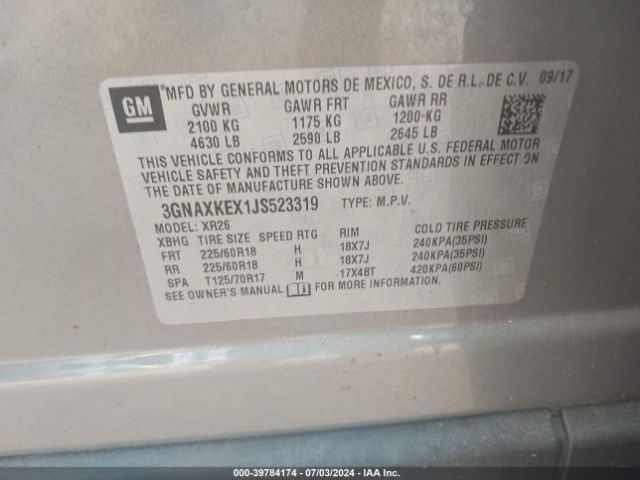 GM
MFD BY GENERAL MOTORS DE MEXICO, S. DE R.L. DE C.V. 09/17
GVWR GAWR FRT GAWR RR
2100 KG 1175 KG 1200 KG
4630 LB 2590 LB 2645 LB
THIS VEHICLE CONFORMS TO ALL APPLICABLE U.S. FEDERAL MOTOR
VEHICLE SAFETY AND THEFT PREVENTION STANDARDS IN EFFECT ON
THE DATE OF MANUFACTURE SHOWN ABOVE.
3GNAXKEX1JS523319 TYPE: M.P.V.
MODEL: XR26
XBHG TIRE SIZE SPEED RTG RIM COLD TIRE PRESSURE
FRT 225/60R18 H 18X7J 240KPA(35PSI)
RR 225/60R18 H 18X7J 240KPA(35PSI)
SPA T125/70R17 M 17X4BT 420KPA(60PSI)
SEE OWNER'S MANUAL FOR MORE INFORMATION
000-39784174 | 07/03/2024 | IAA Inc.